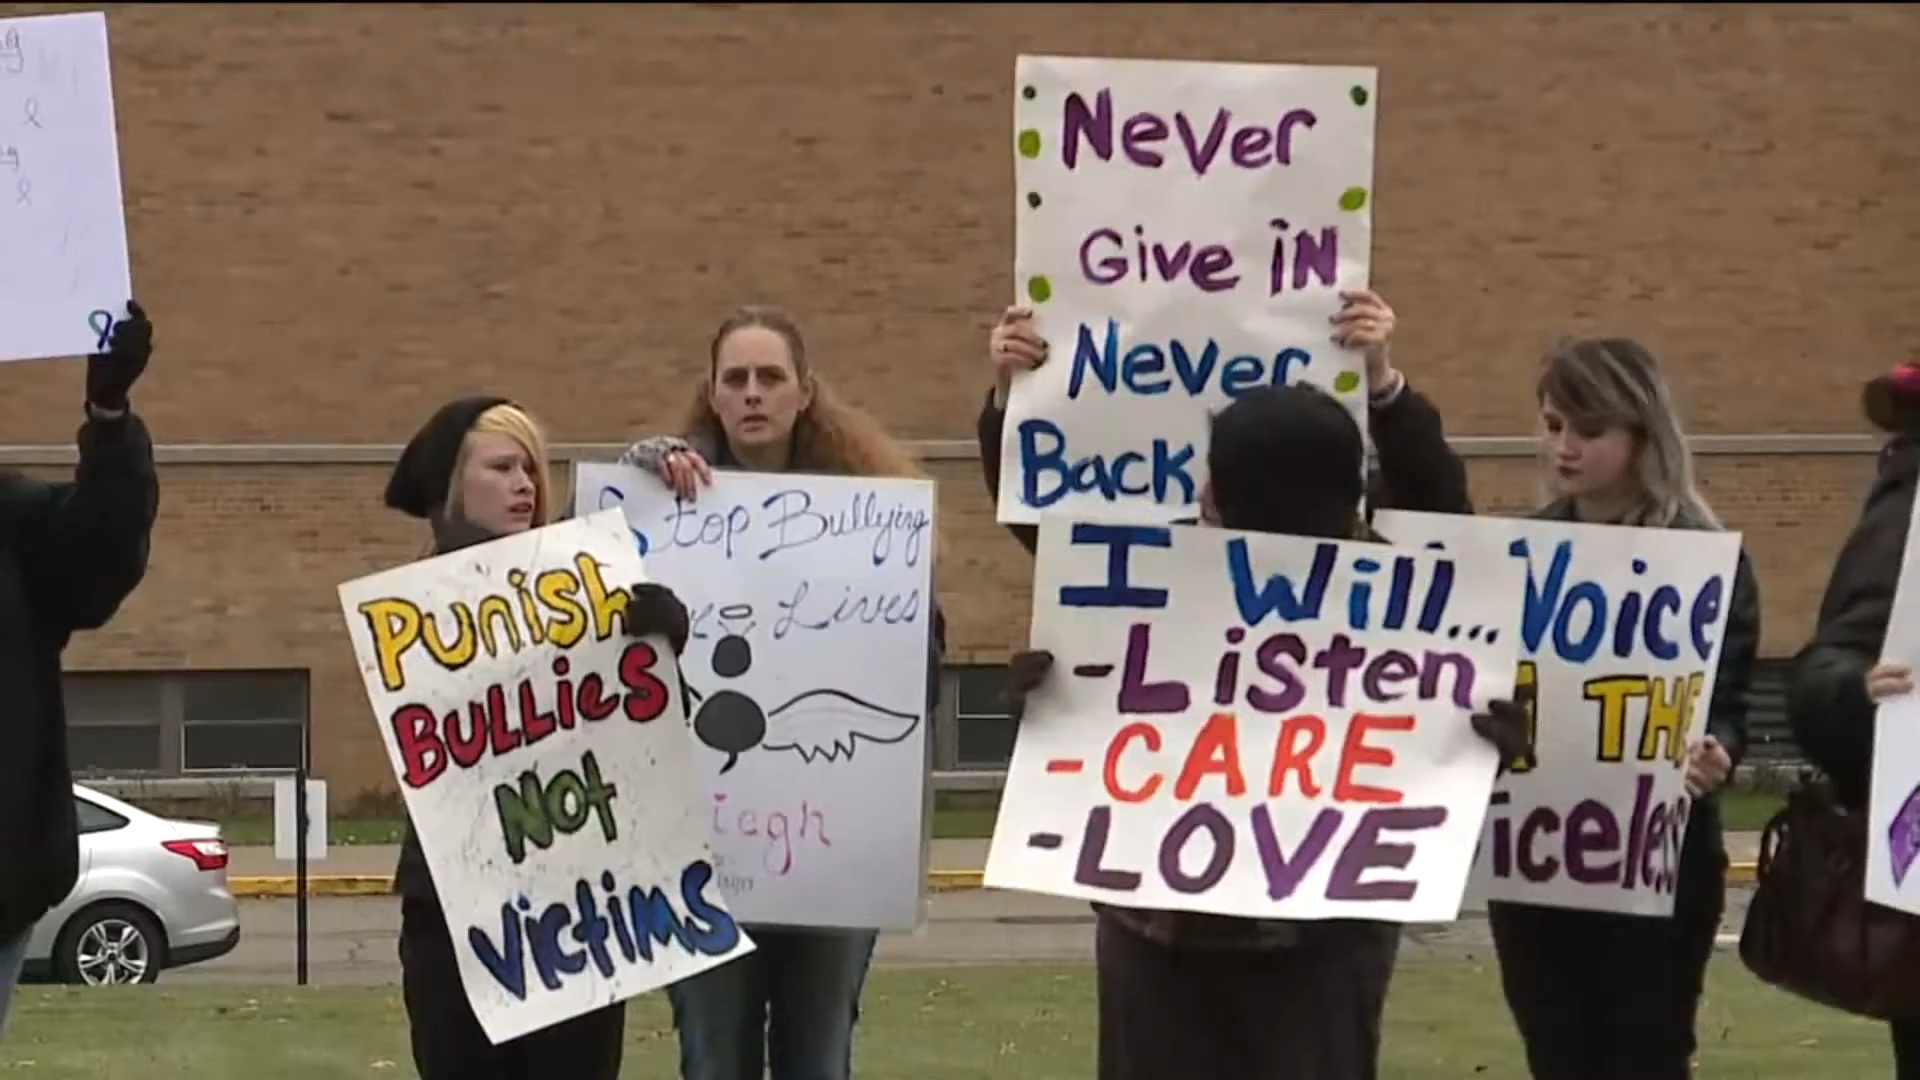 Never
Give iN
Never
Back
Stop Bullying
Lives
PUnish
BULLies
Not
victims
I Will...
-Listen
-CARE
-LOVE
Voice
THE
iceless
iegh